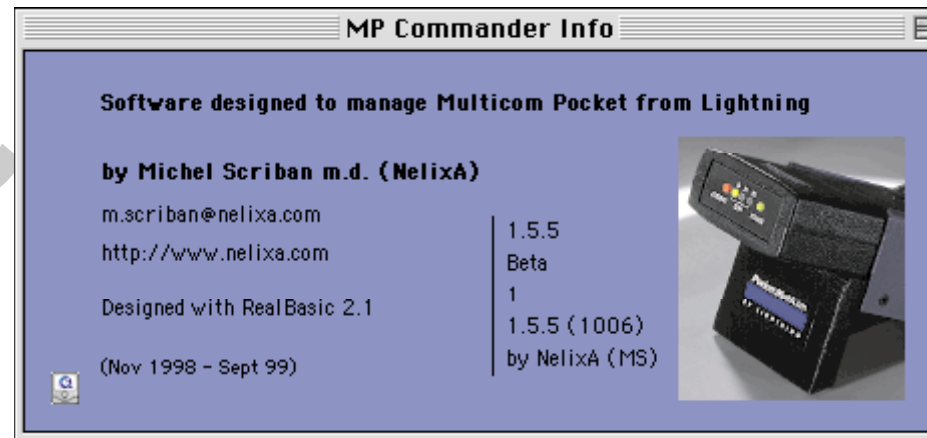 MP Commander Info
Software designed to manage Multicom Pocket from Lightning
by Michel Scriban m.d. (NelixA)
m.scriban@nelixa.com
http://www.nelixa.com
Designed with RealBasic 2.1
(Nov 1998 - Sept 99)
1.5.5
Beta
1
1.5.5 (1006)
by NelixA (MS)
BY LIGHTNING